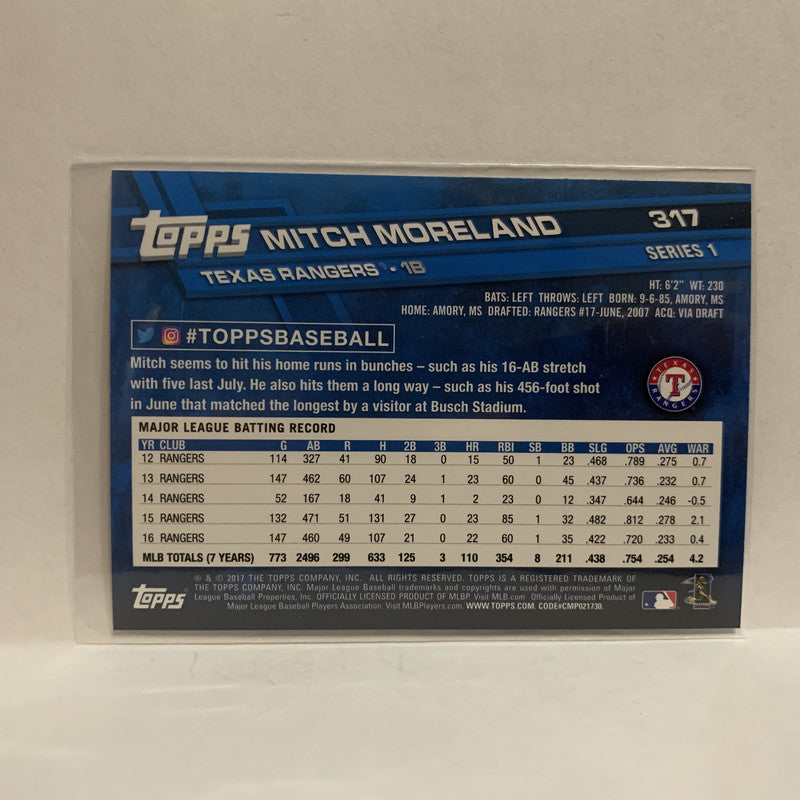 TOPPS MITCH MORELAND 317
TEXAS RANGERS® • 1B SERIES 1
HT: 6'2" WT: 230
BATS: LEFT THROWS: LEFT BORN: 9-6-85, AMORY, MS
HOME: AMORY, MS DRAFTED: RANGERS #17-JUNE, 2007 ACQ: VIA DRAFT
#TOPPSBASEBALL
Mitch seems to hit his home runs in bunches – such as his 16-AB stretch
with five last July. He also hits them a long way – such as his 456-foot shot
in June that matched the longest by a visitor at Busch Stadium.
TEXAS
T
RANGERS
MAJOR LEAGUE BATTING RECORD
YR CLUB G AB R H 2B 3B HR RBI SB BB SLG OPS AVG WAR
12 RANGERS 114 327 41 90 18 0 15 50 1 23 .468 .789 .275 0.7
13 RANGERS 147 462 60 107 24 1 23 60 0 45 .437 .736 .232 0.7
14 RANGERS 52 167 18 41 9 1 2 23 0 12 .347 .644 .246 -0.5
15 RANGERS 132 471 51 131 27 0 23 85 1 32 .482 .812 .278 2.1
16 RANGERS 147 460 49 107 21 0 22 60 1 35 .422 .720 .233 0.4
MLB TOTALS (7 YEARS) 773 2496 299 633 125 3 110 354 8 211 .438 .754 .254 4.2
Topps
® & © 2017 THE TOPPS COMPANY, INC. ALL RIGHTS RESERVED. TOPPS IS A REGISTERED TRADEMARK OF
THE TOPPS COMPANY, INC. Major League Baseball trademarks and copyrights are used with permission of Major
League Baseball Properties, Inc. OFFICIALLY LICENSED PRODUCT OF MLBP. Visit MLB.com. Officially Licensed Product of
Major League Baseball Players Association. Visit MLBPlayers.com. WWW.TOPPS.COM. CODE#CMP021730.